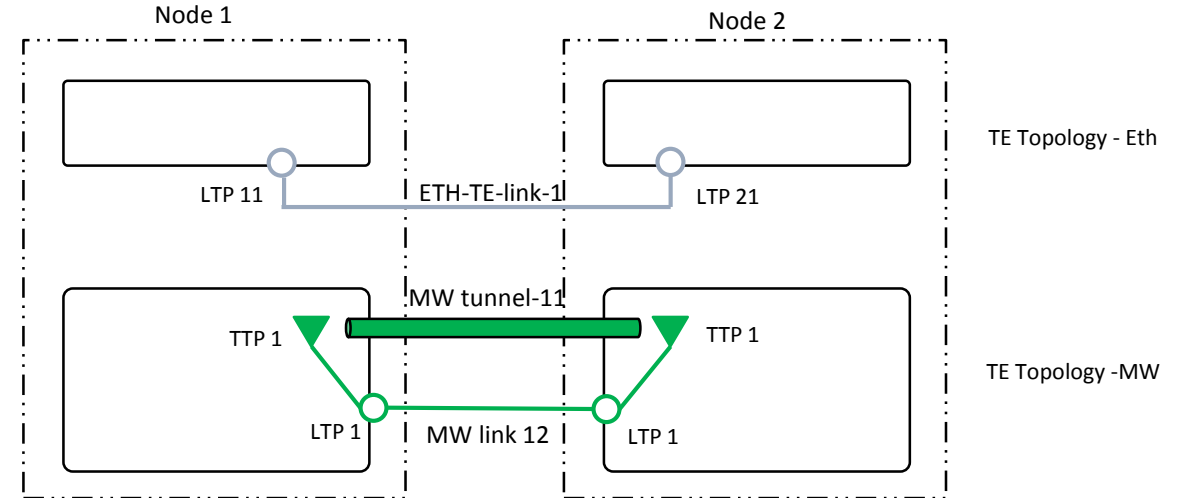 Node 1
Node 2
TE Topology - Eth
LTP 11
ETH-TE-link-1
LTP 21
MW tunnel-11
TTP 1
TTP 1
TE Topology -MW
LTP 1
MW link 12
LTP 1